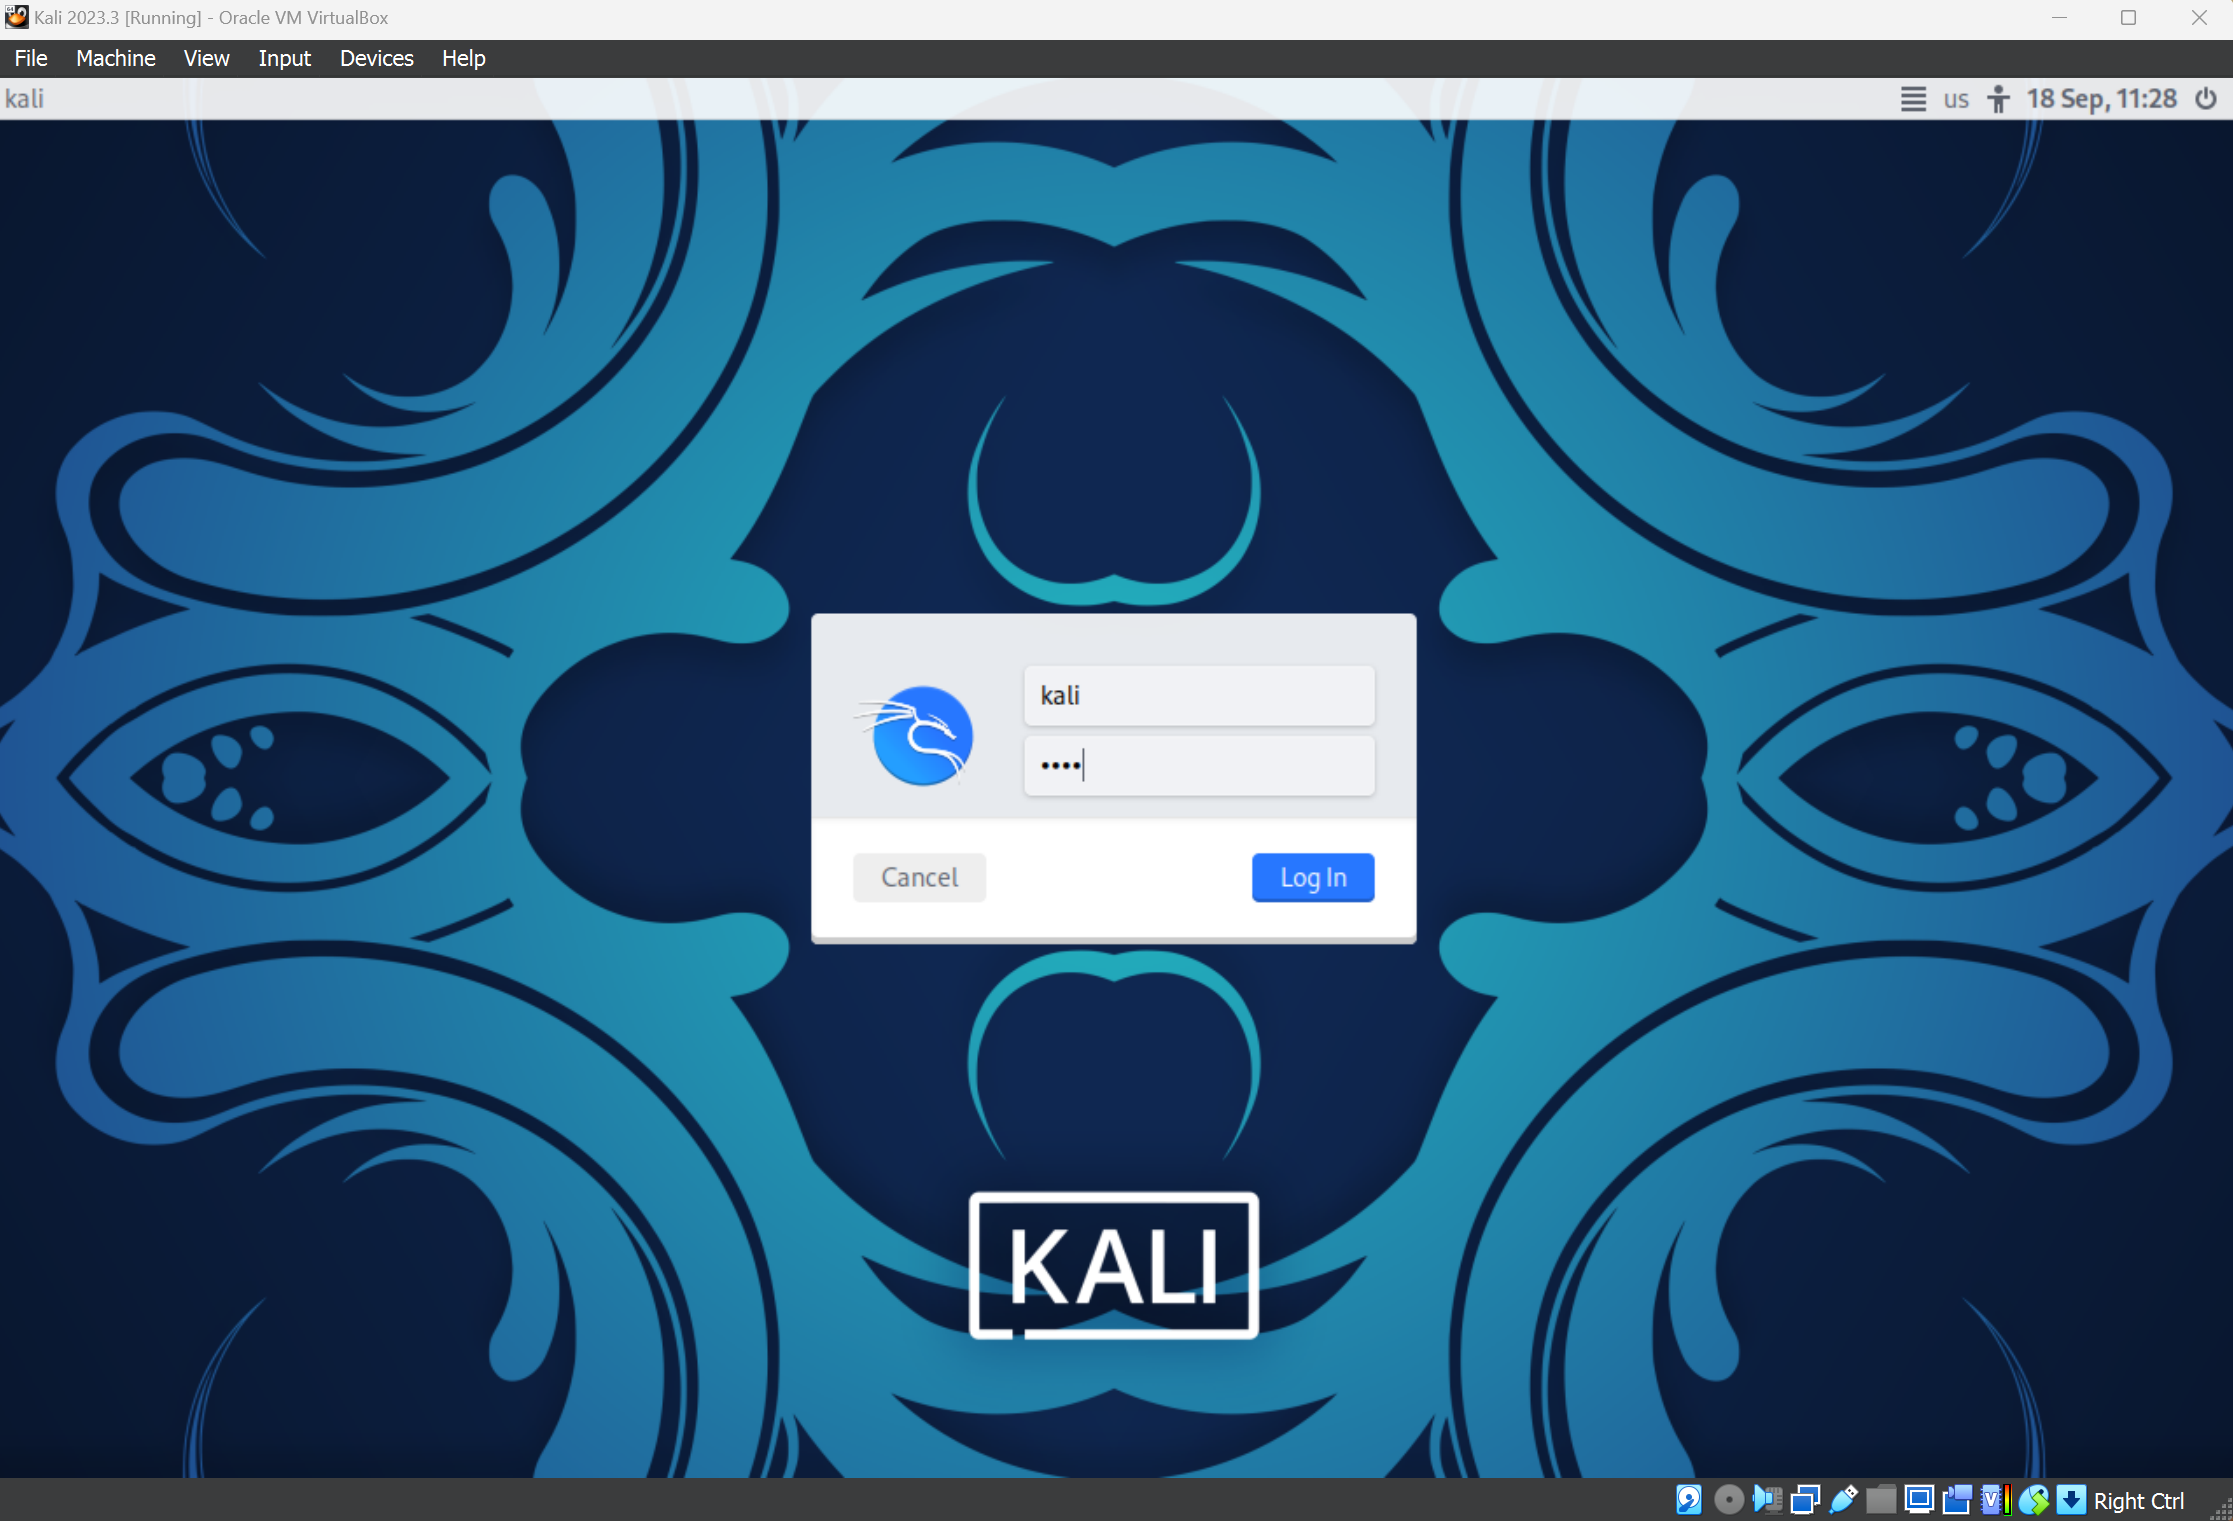 Kali 2023.3 [Running] - Oracle VM VirtualBox
File Machine View Input Devices Help
kali us 18 Sep, 11:28
kali
••••
Cancel Log In
KALI
Right Ctrl